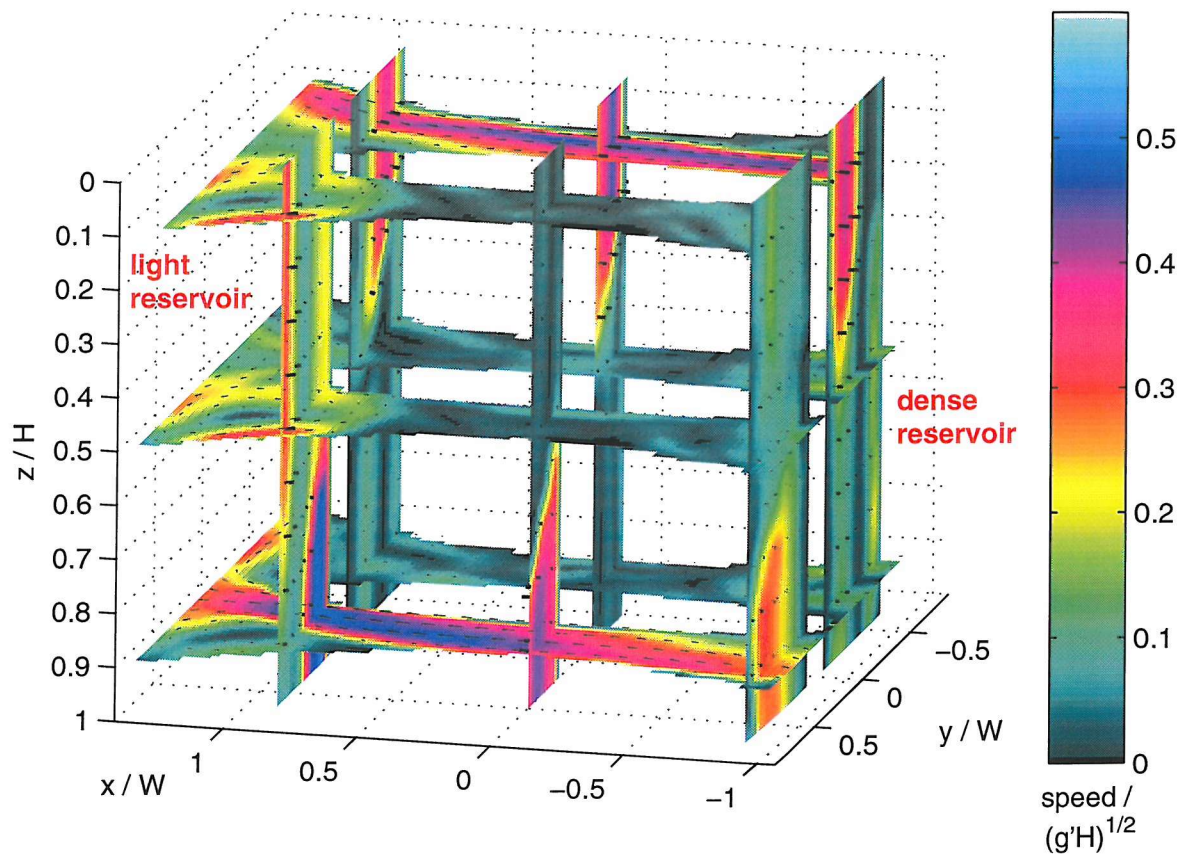 0
0.1
0.2
0.3
0.4
0.5
0.6
0.7
0.8
0.9
1
z / H
light
reservoir
dense
reservoir
1
0.5
0
−0.5
−1
x / W
−0.5
0
0.5
y / W
0.5
0.4
0.3
0.2
0.1
0
speed /
(g'H)^{1/2}